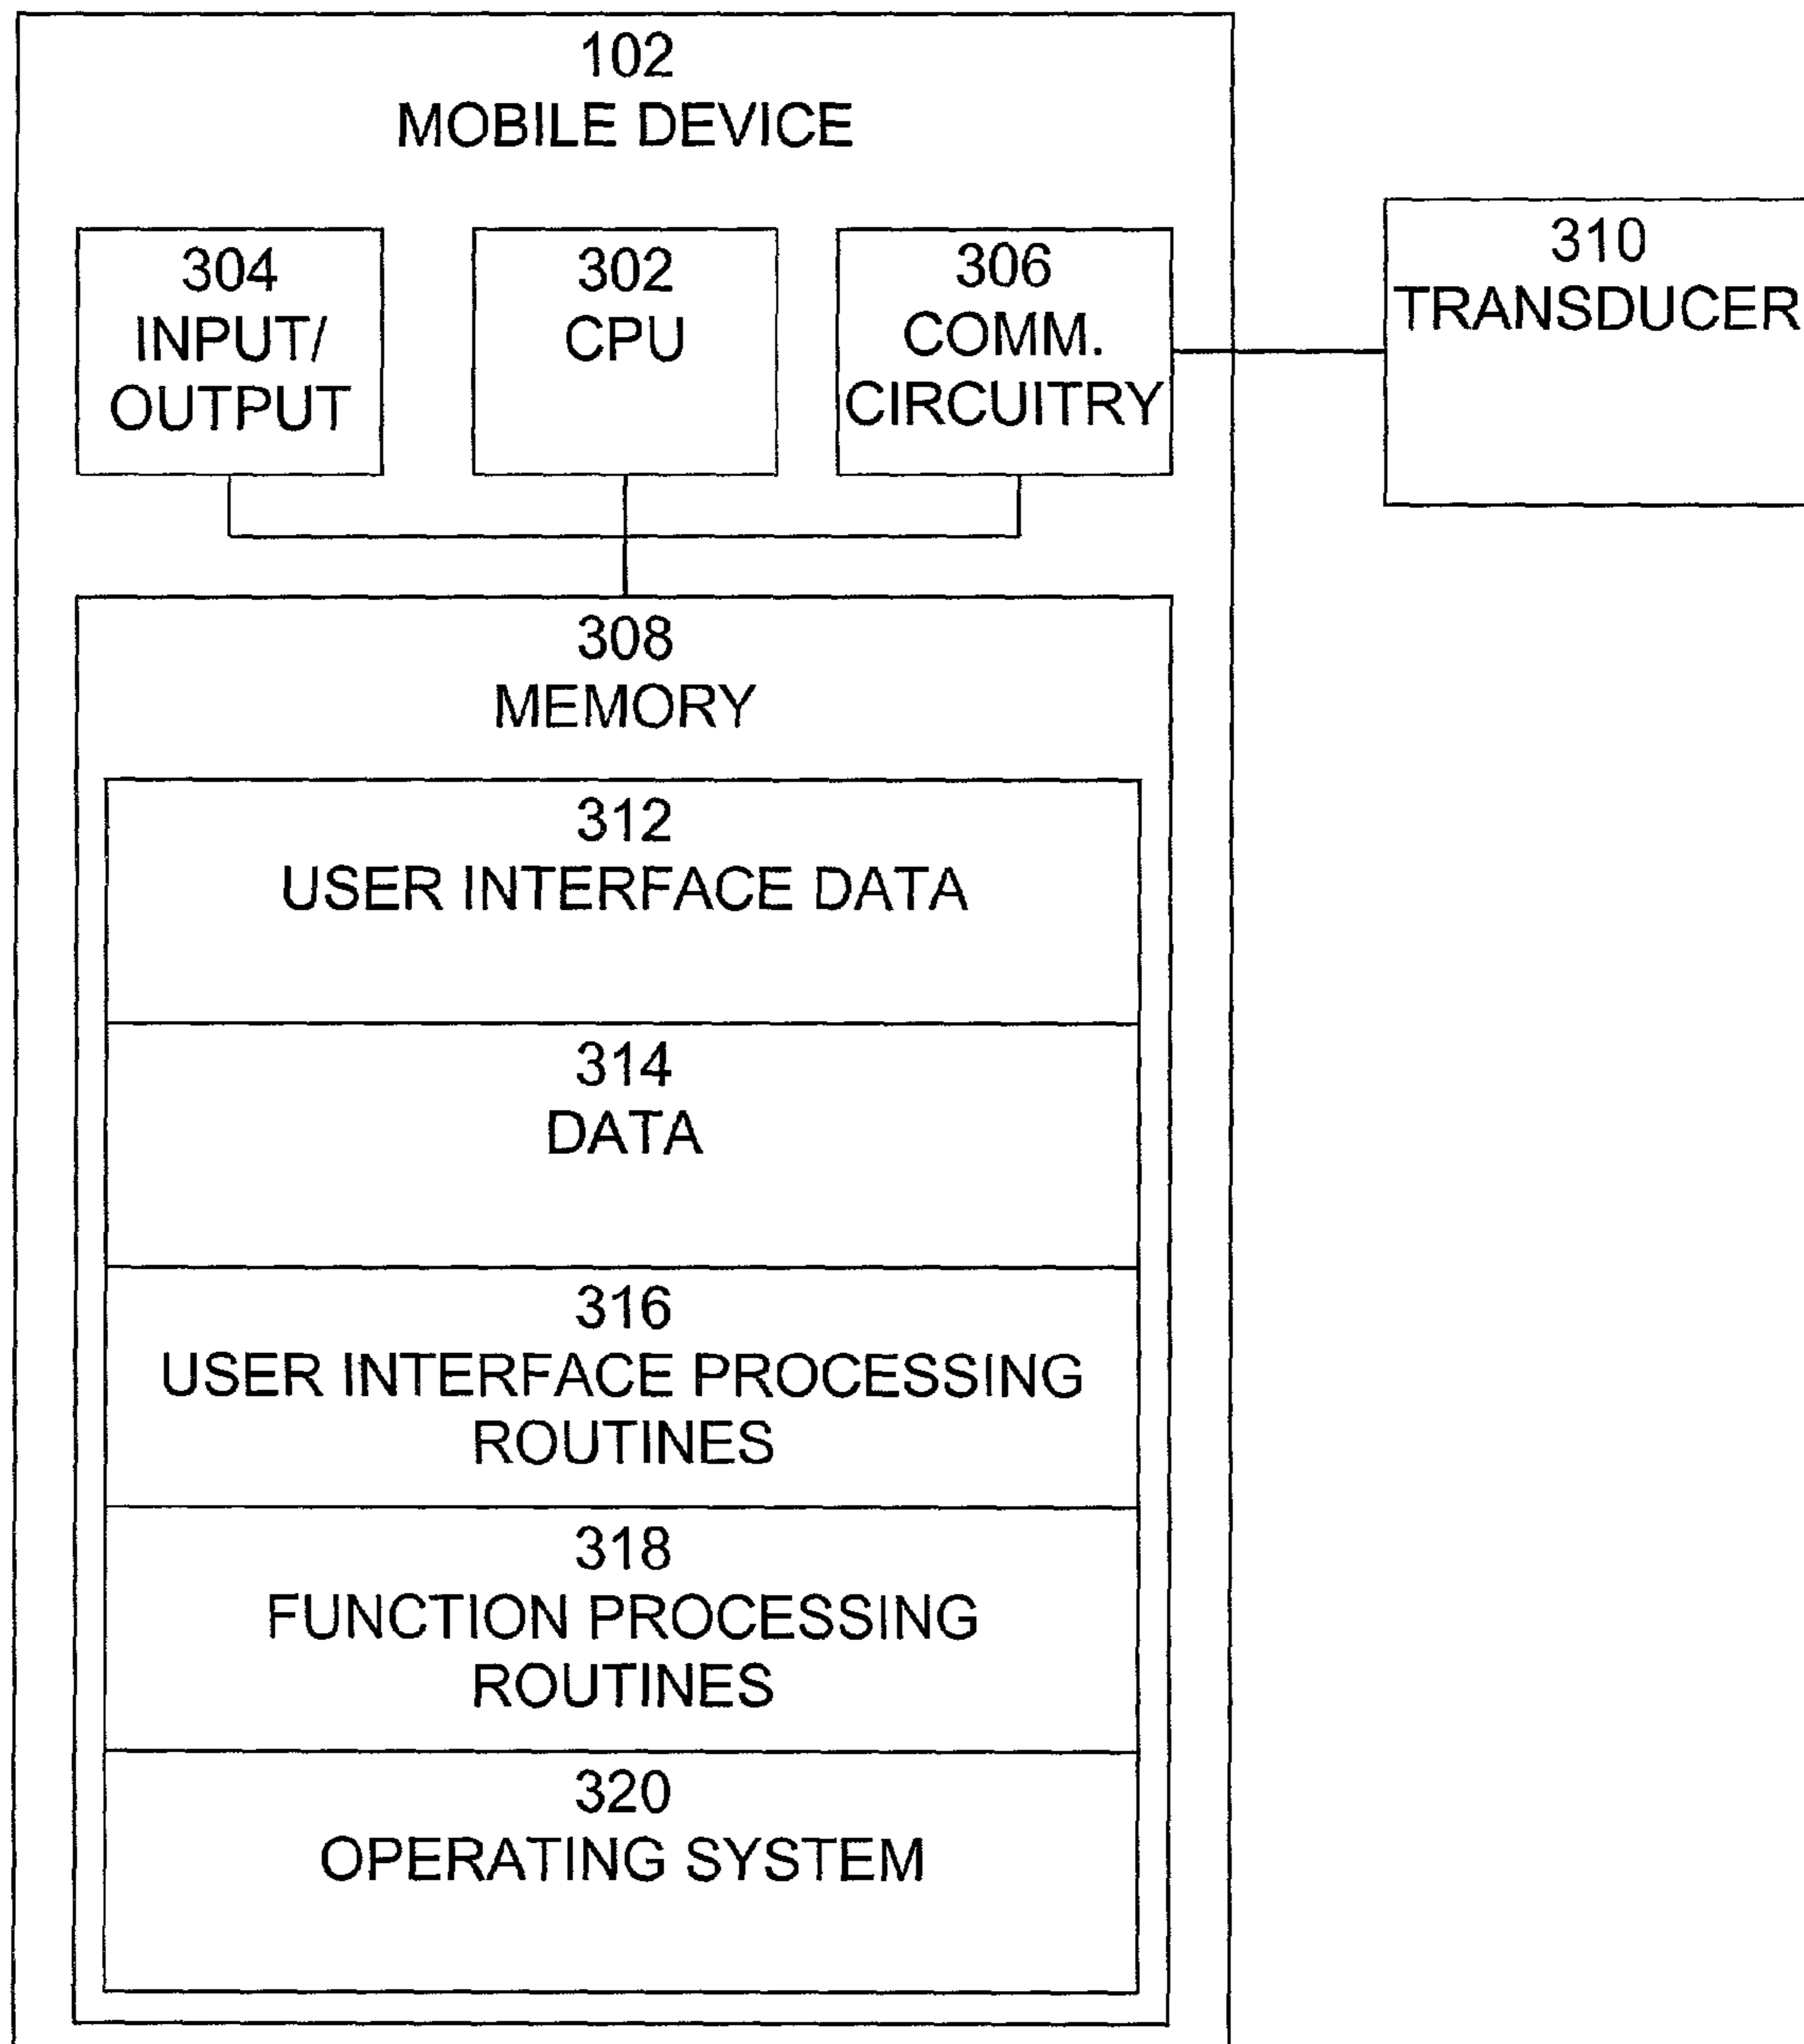 102
MOBILE DEVICE
304
INPUT/
OUTPUT
302
CPU
306
COMM.
CIRCUITRY
310
TRANSDUCER
308
MEMORY
312
USER INTERFACE DATA
314
DATA
316
USER INTERFACE PROCESSING
ROUTINES
318
FUNCTION PROCESSING
ROUTINES
320
OPERATING SYSTEM